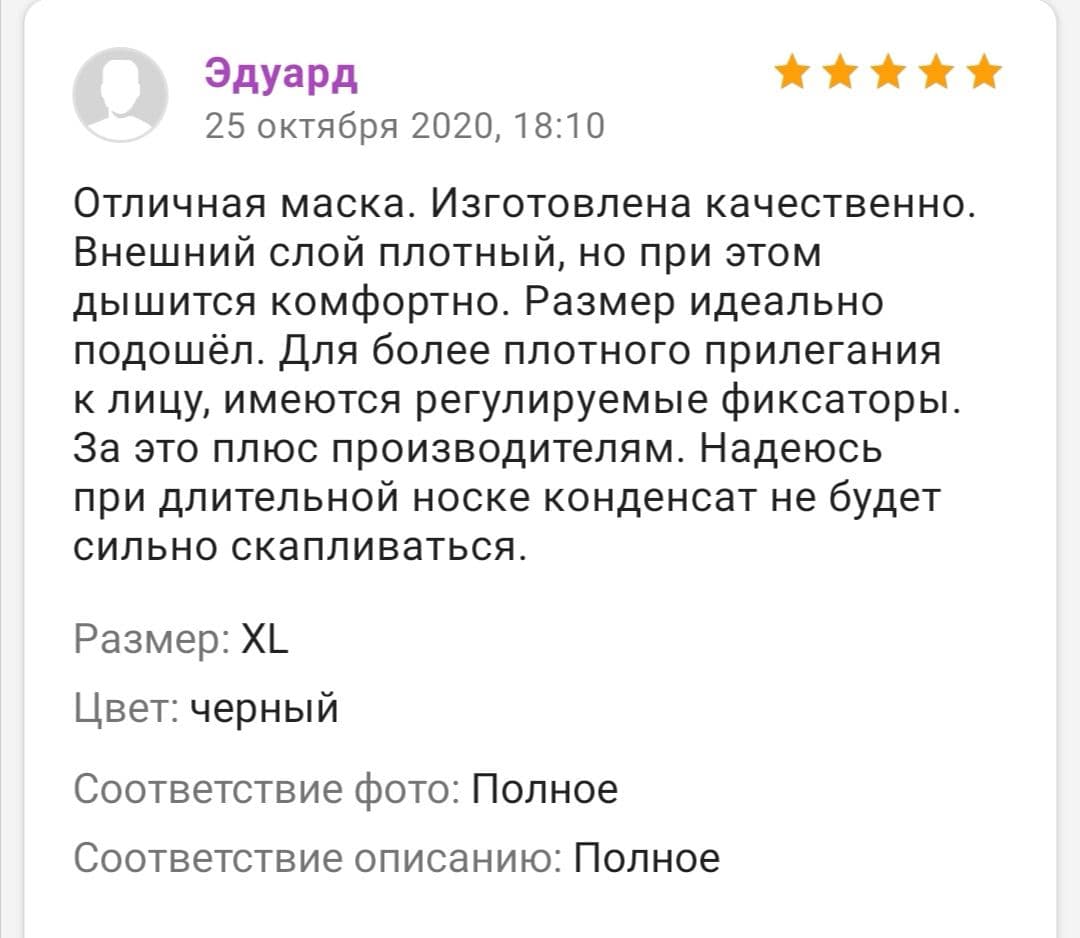 Эдуард
25 октября 2020, 18:10
Отличная маска. Изготовлена качественно.
Внешний слой плотный, но при этом
дышится комфортно. Размер идеально
подошёл. Для более плотного прилегания
к лицу, имеются регулируемые фиксаторы.
За это плюс производителям. Надеюсь
при длительной носке конденсат не будет
сильно скапливаться.
Размер: XL
Цвет: черный
Соответствие фото: Полное
Соответствие описанию: Полное